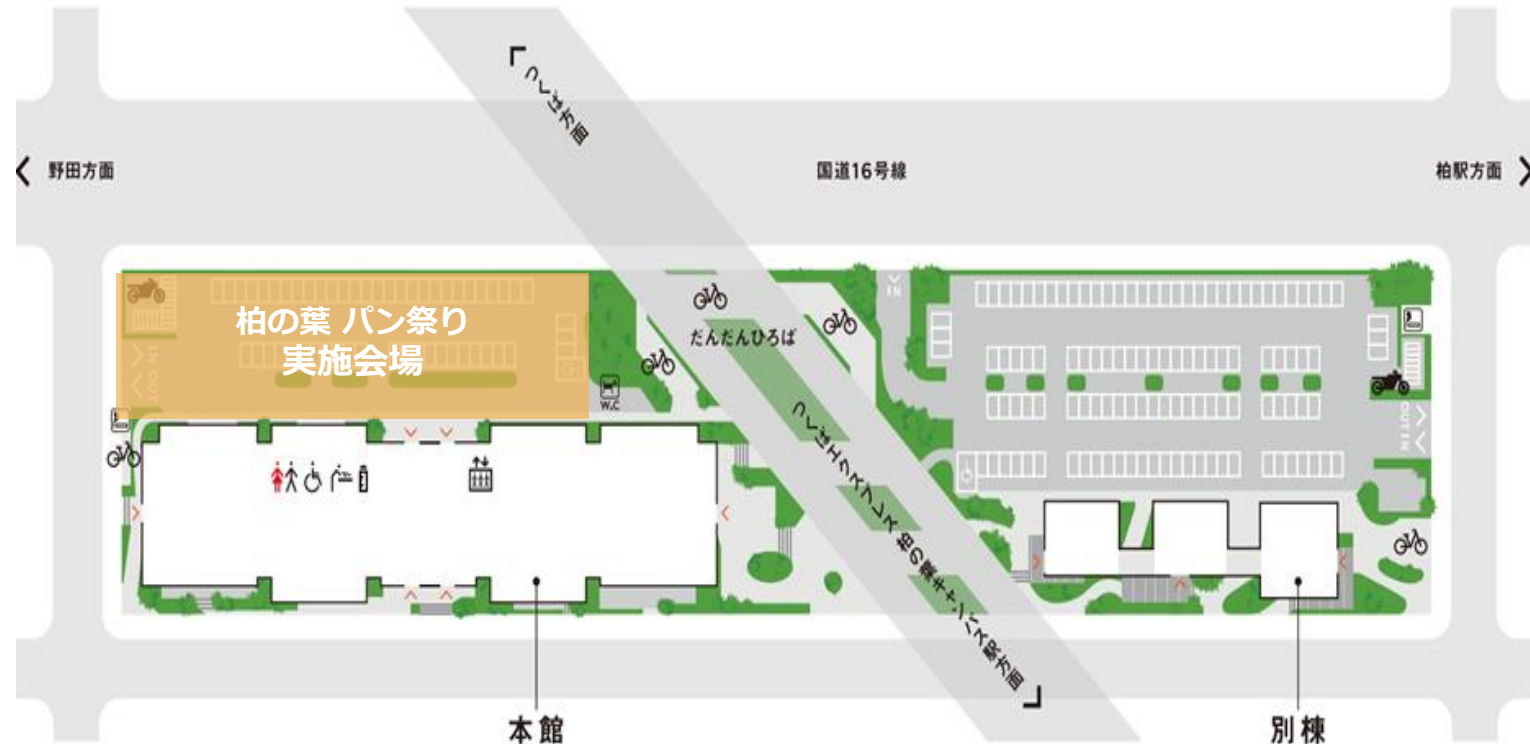 つくば方面
野田方面
国道16号線
柏駅方面
柏の葉 パン祭り
実施会場
IN
だんだんひろば
IN OUT
W.C
つくばエクスプレス 柏の葉キャンパス駅方面
OUT IN
本館
別棟